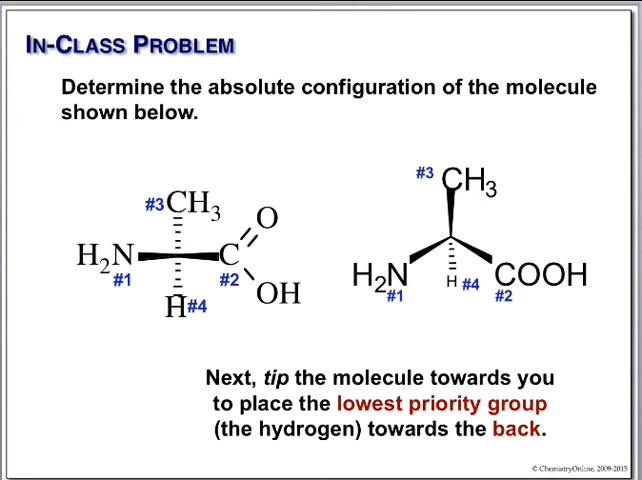 IN-CLASS PROBLEM
Determine the absolute configuration of the molecule
shown below.
#3 CH3 O
H2N C
#1 #2
H #4 OH
#3 CH3
H2N H #4 COOH
#1 #2
Next, tip the molecule towards you
to place the lowest priority group
(the hydrogen) towards the back.
© ChemistryOnline, 2009-2015